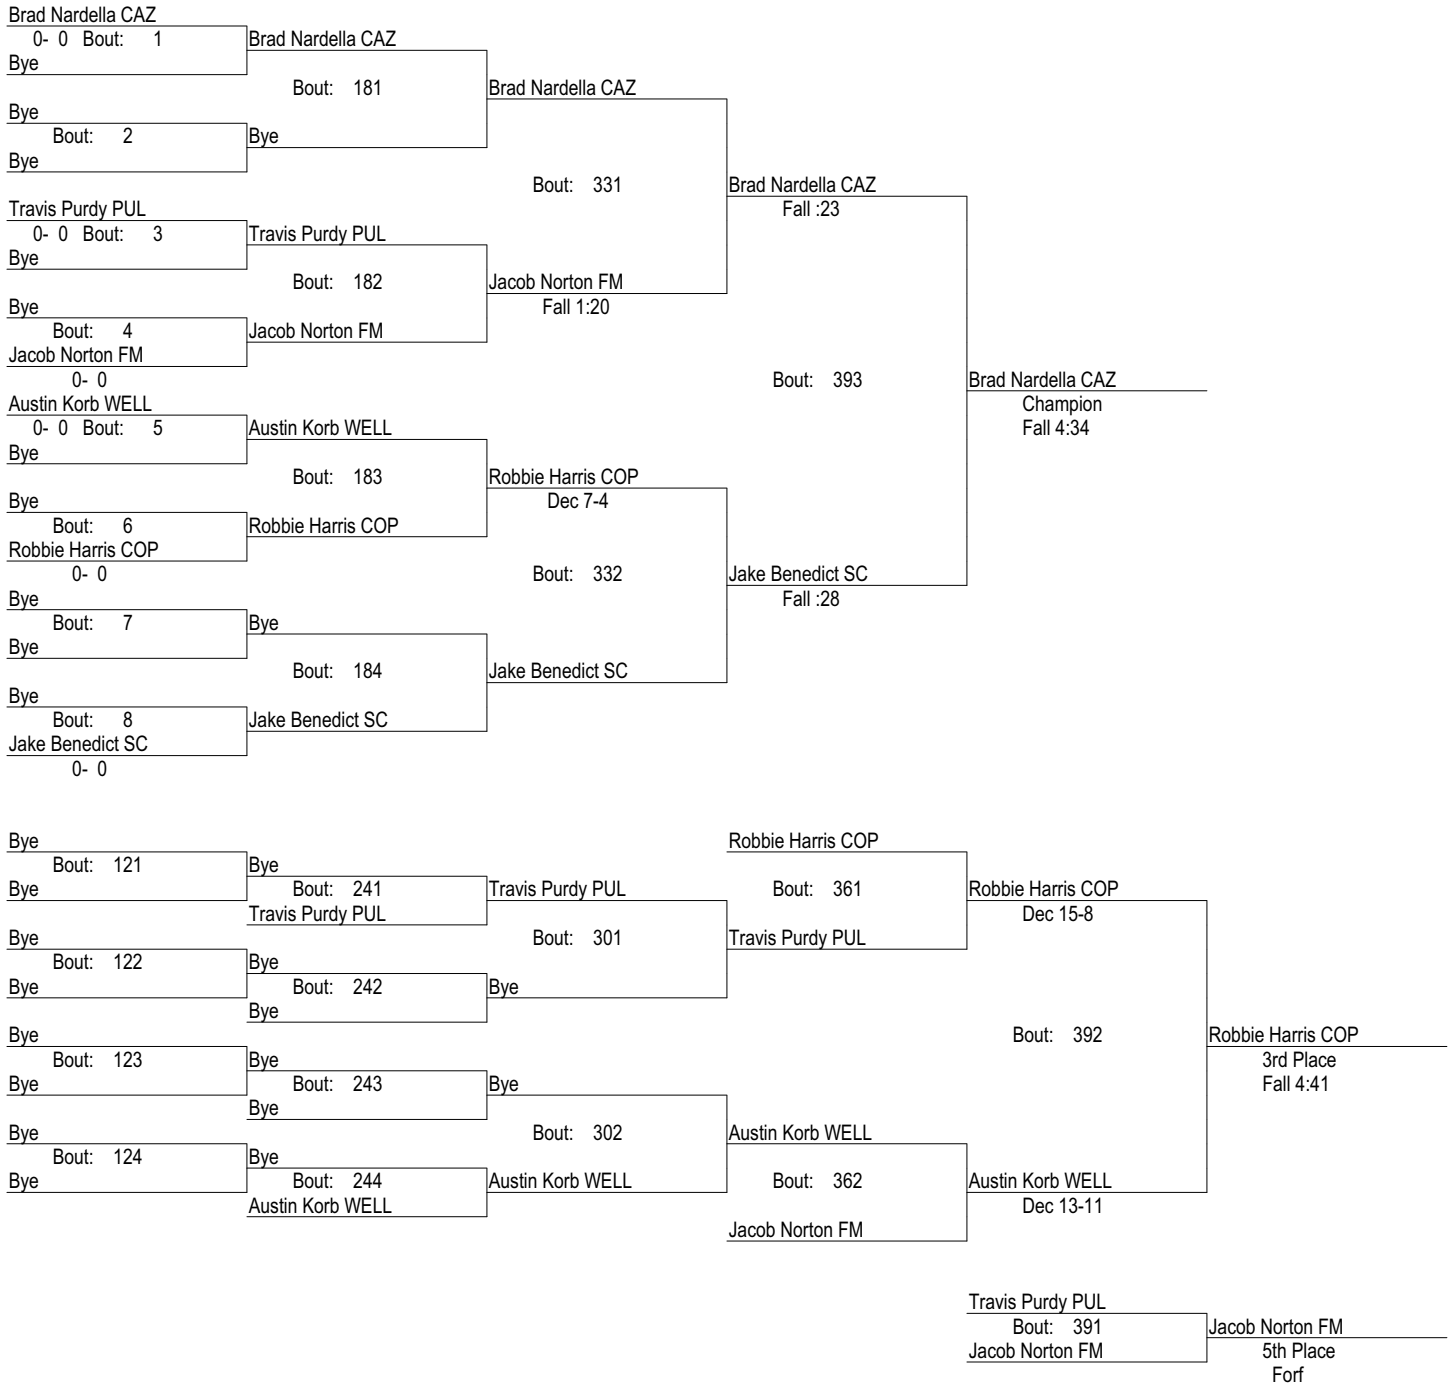 Brad Nardella CAZ
0- 0 Bout: 1 Brad Nardella CAZ
Bye
Bout: 181 Brad Nardella CAZ
Bye
Bout: 2 Bye
Bye
Bout: 331 Brad Nardella CAZ
Travis Purdy PUL Fall :23
0- 0 Bout: 3 Travis Purdy PUL
Bye
Bout: 182 Jacob Norton FM
Bye Fall 1:20
Bout: 4 Jacob Norton FM
Jacob Norton FM
0- 0 Bout: 393 Brad Nardella CAZ
Austin Korb WELL Champion
0- 0 Bout: 5 Austin Korb WELL Fall 4:34
Bye
Bout: 183 Robbie Harris COP
Bye Dec 7-4
Bout: 6 Robbie Harris COP
Robbie Harris COP
0- 0 Bout: 332 Jake Benedict SC
Bye Fall :28
Bout: 7 Bye
Bye
Bout: 184 Jake Benedict SC
Bye
Bout: 8 Jake Benedict SC
Jake Benedict SC
0- 0
Bye Robbie Harris COP
Bout: 121 Bye
Bye Bout: 241 Travis Purdy PUL Bout: 361 Robbie Harris COP
Travis Purdy PUL Dec 15-8
Bye Bout: 301 Travis Purdy PUL
Bout: 122 Bye
Bye Bout: 242 Bye
Bye
Bye Bout: 392 Robbie Harris COP
Bout: 123 Bye 3rd Place
Bye Bout: 243 Bye Fall 4:41
Bye
Bye Bout: 302 Austin Korb WELL
Bout: 124 Bye
Bye Bout: 244 Austin Korb WELL Bout: 362 Austin Korb WELL
Austin Korb WELL Dec 13-11
Jacob Norton FM
Travis Purdy PUL
Bout: 391 Jacob Norton FM
Jacob Norton FM 5th Place
Forf